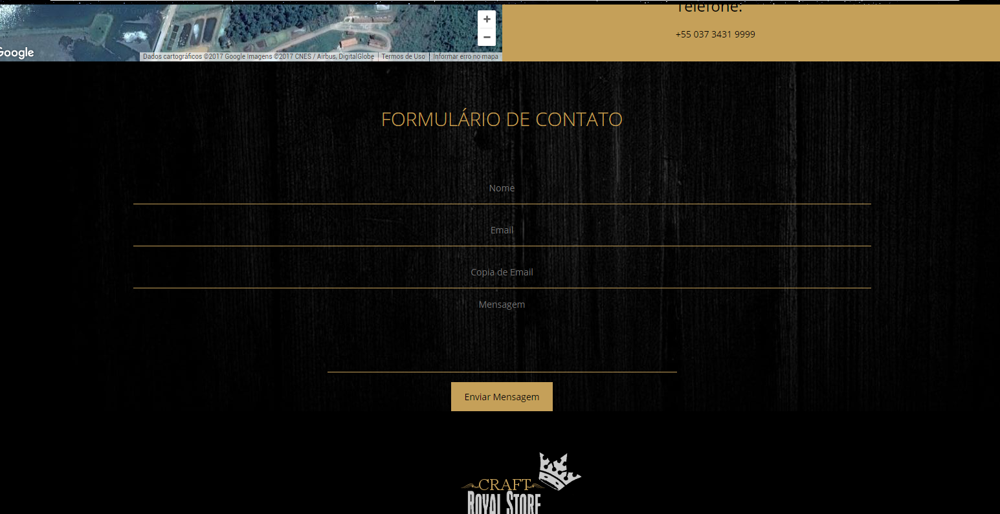 Telefone:
+55 037 3431 9999
Google
Dados cartográficos ©2017 Google Imagens ©2017 CNES / Airbus, DigitalGlobe | Termos de Uso | Informar erro no mapa
FORMULÁRIO DE CONTATO
Nome
Email
Copia de Email
Mensagem
Enviar Mensagem
CRAFT
ROYAL STORE